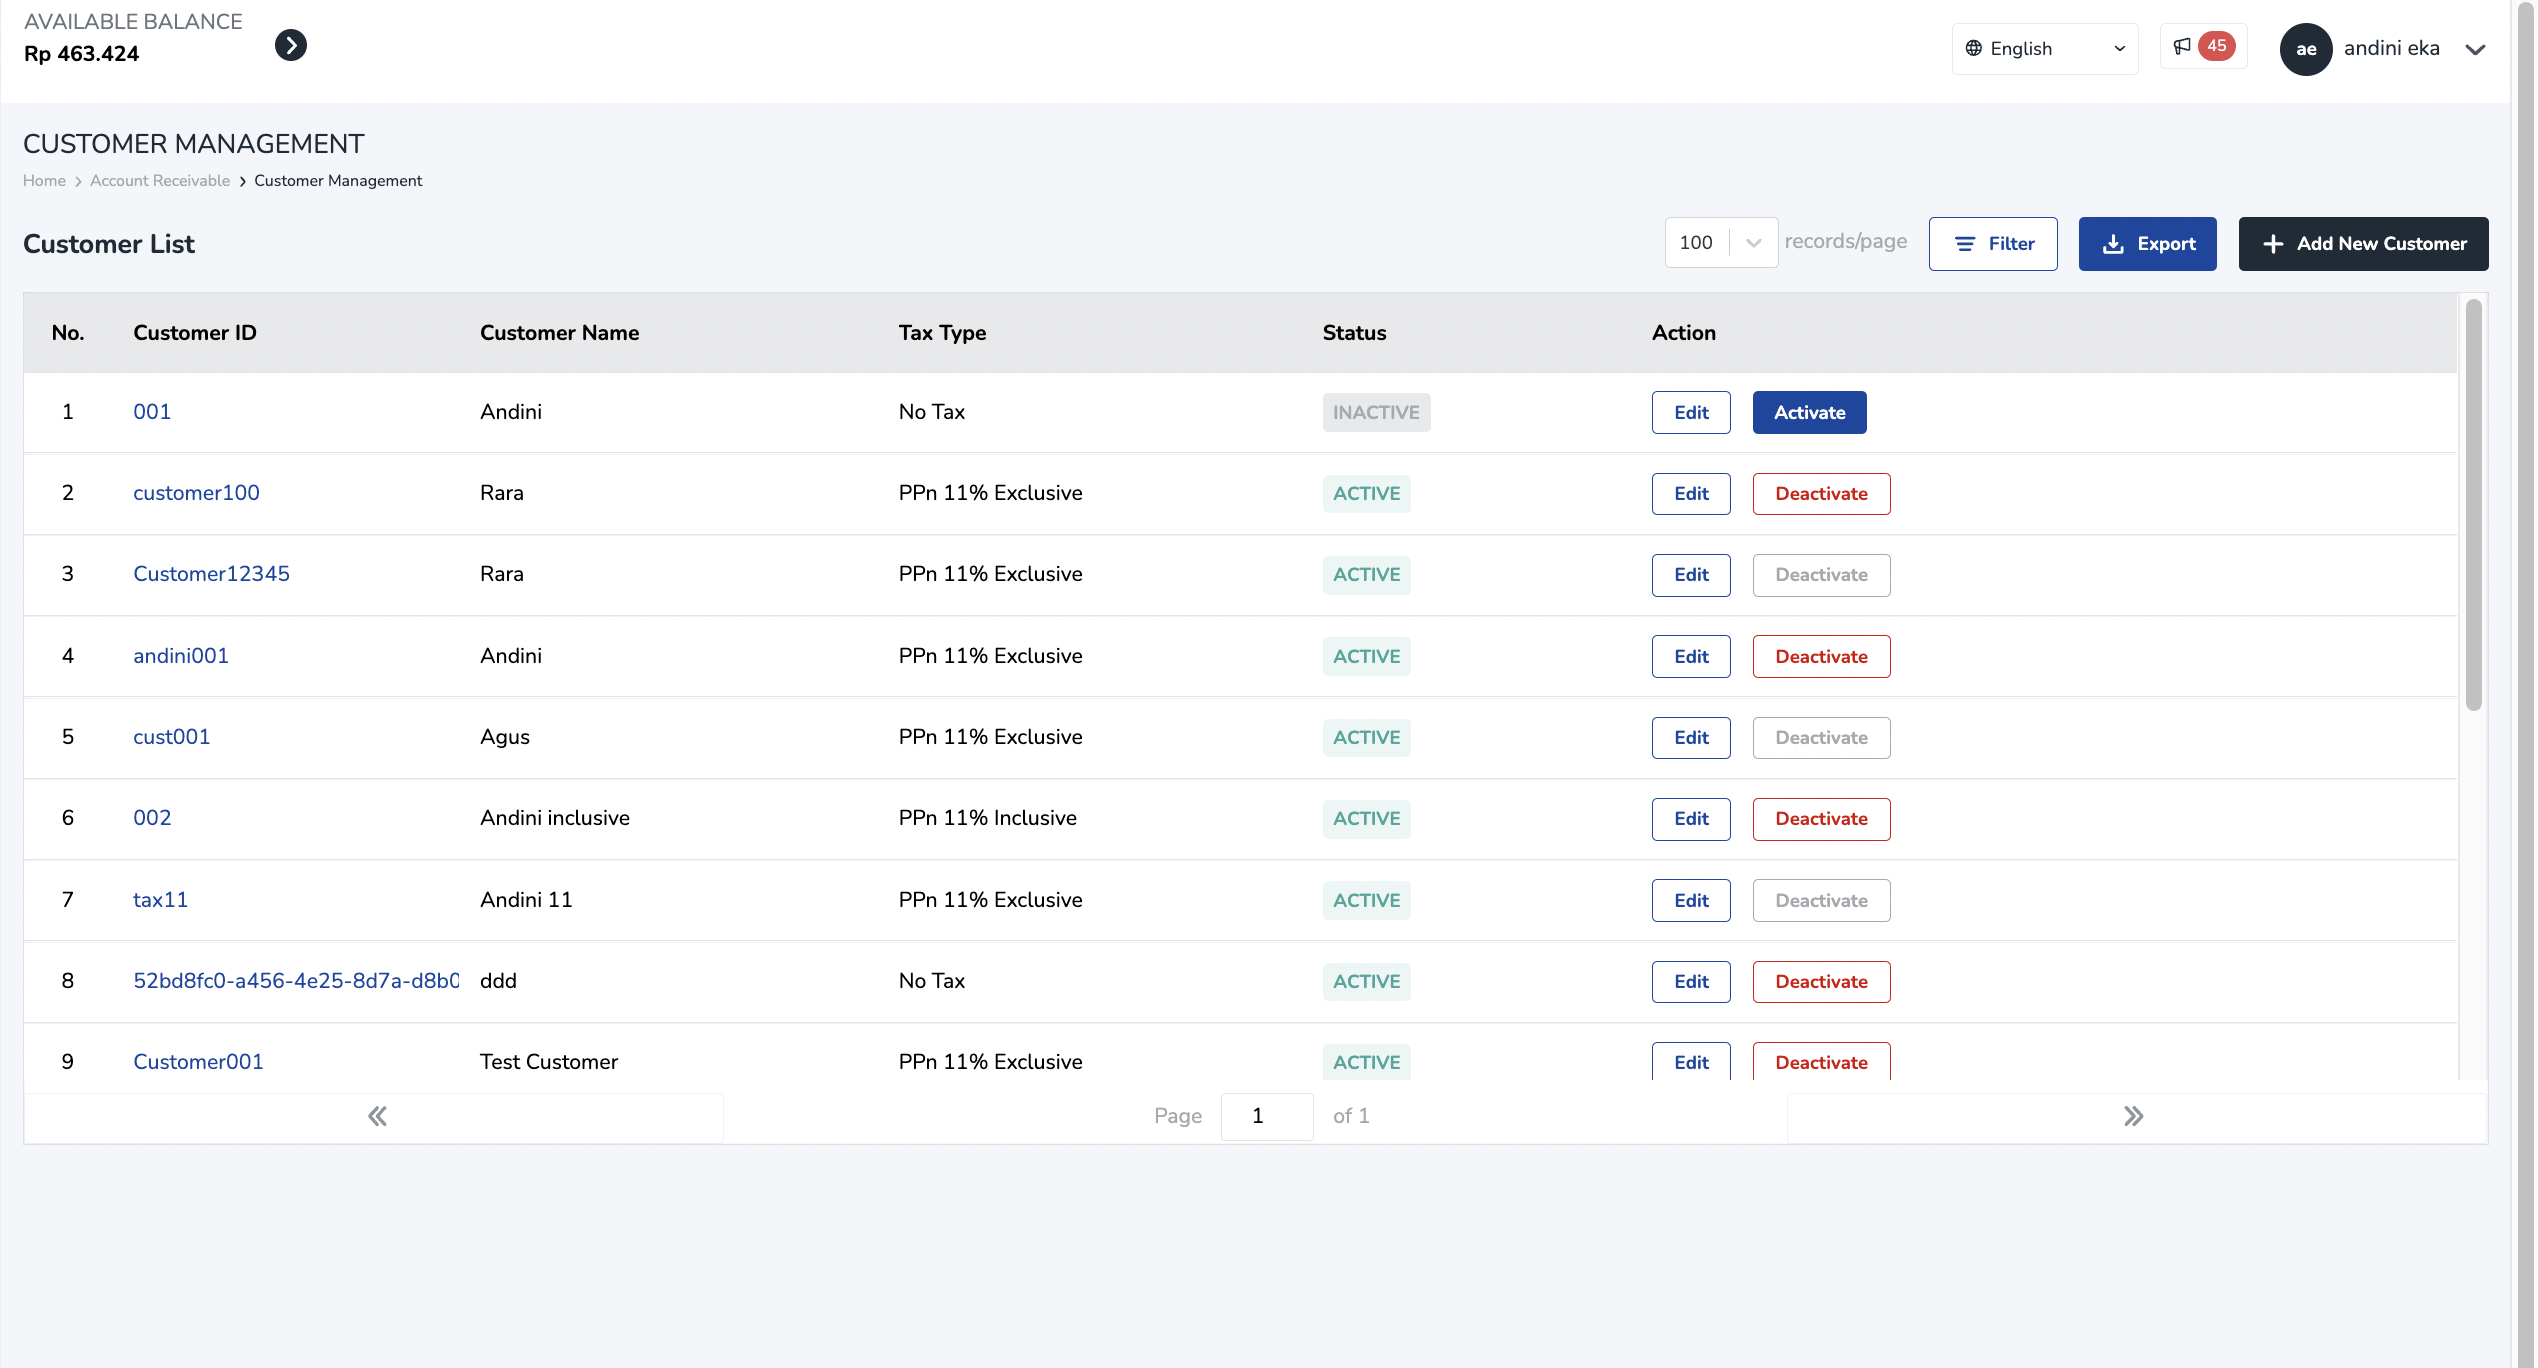 AVAILABLE BALANCE
Rp 463.424
English
45
ae
andini eka
CUSTOMER MANAGEMENT
Home > Account Receivable > Customer Management
Customer List
100
records/page
Filter
Export
Add New Customer
No. Customer ID Customer Name Tax Type Status Action
1 001 Andini No Tax INACTIVE Edit Activate
2 customer100 Rara PPn 11% Exclusive ACTIVE Edit Deactivate
3 Customer12345 Rara PPn 11% Exclusive ACTIVE Edit Deactivate
4 andini001 Andini PPn 11% Exclusive ACTIVE Edit Deactivate
5 cust001 Agus PPn 11% Exclusive ACTIVE Edit Deactivate
6 002 Andini inclusive PPn 11% Inclusive ACTIVE Edit Deactivate
7 tax11 Andini 11 PPn 11% Exclusive ACTIVE Edit Deactivate
8 52bd8fc0-a456-4e25-8d7a-d8b0 ddd No Tax ACTIVE Edit Deactivate
9 Customer001 Test Customer PPn 11% Exclusive ACTIVE Edit Deactivate
Page 1 of 1